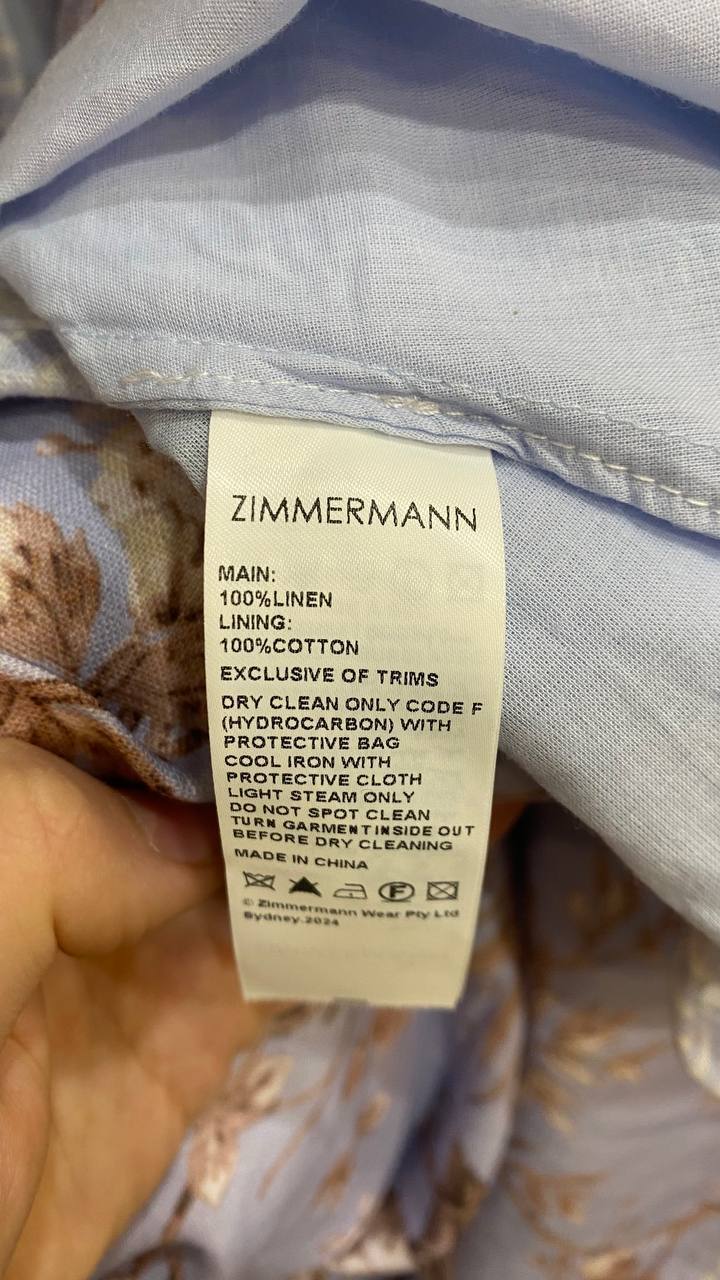 ZIMMERMANN
MAIN:
100%LINEN
LINING:
100%COTTON
EXCLUSIVE OF TRIMS
DRY CLEAN ONLY CODE F
(HYDROCARBON) WITH
PROTECTIVE BAG
COOL IRON WITH
PROTECTIVE CLOTH
LIGHT STEAM ONLY
DO NOT SPOT CLEAN
TURN GARMENT INSIDE OUT
BEFORE DRY CLEANING
MADE IN CHINA
F
© Zimmermann Wear Pty Ltd
Sydney.2024